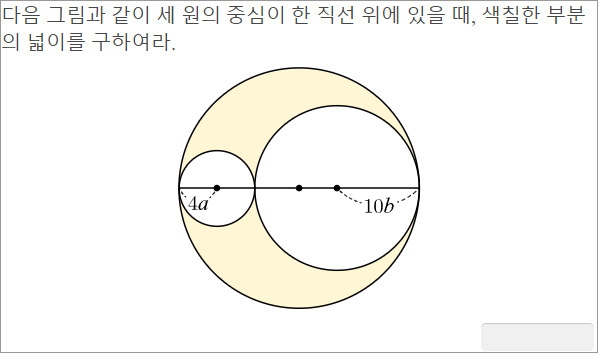 다음 그림과 같이 세 원의 중심이 한 직선 위에 있을 때, 색칠한 부분
의 넓이를 구하여라.
4a
10b